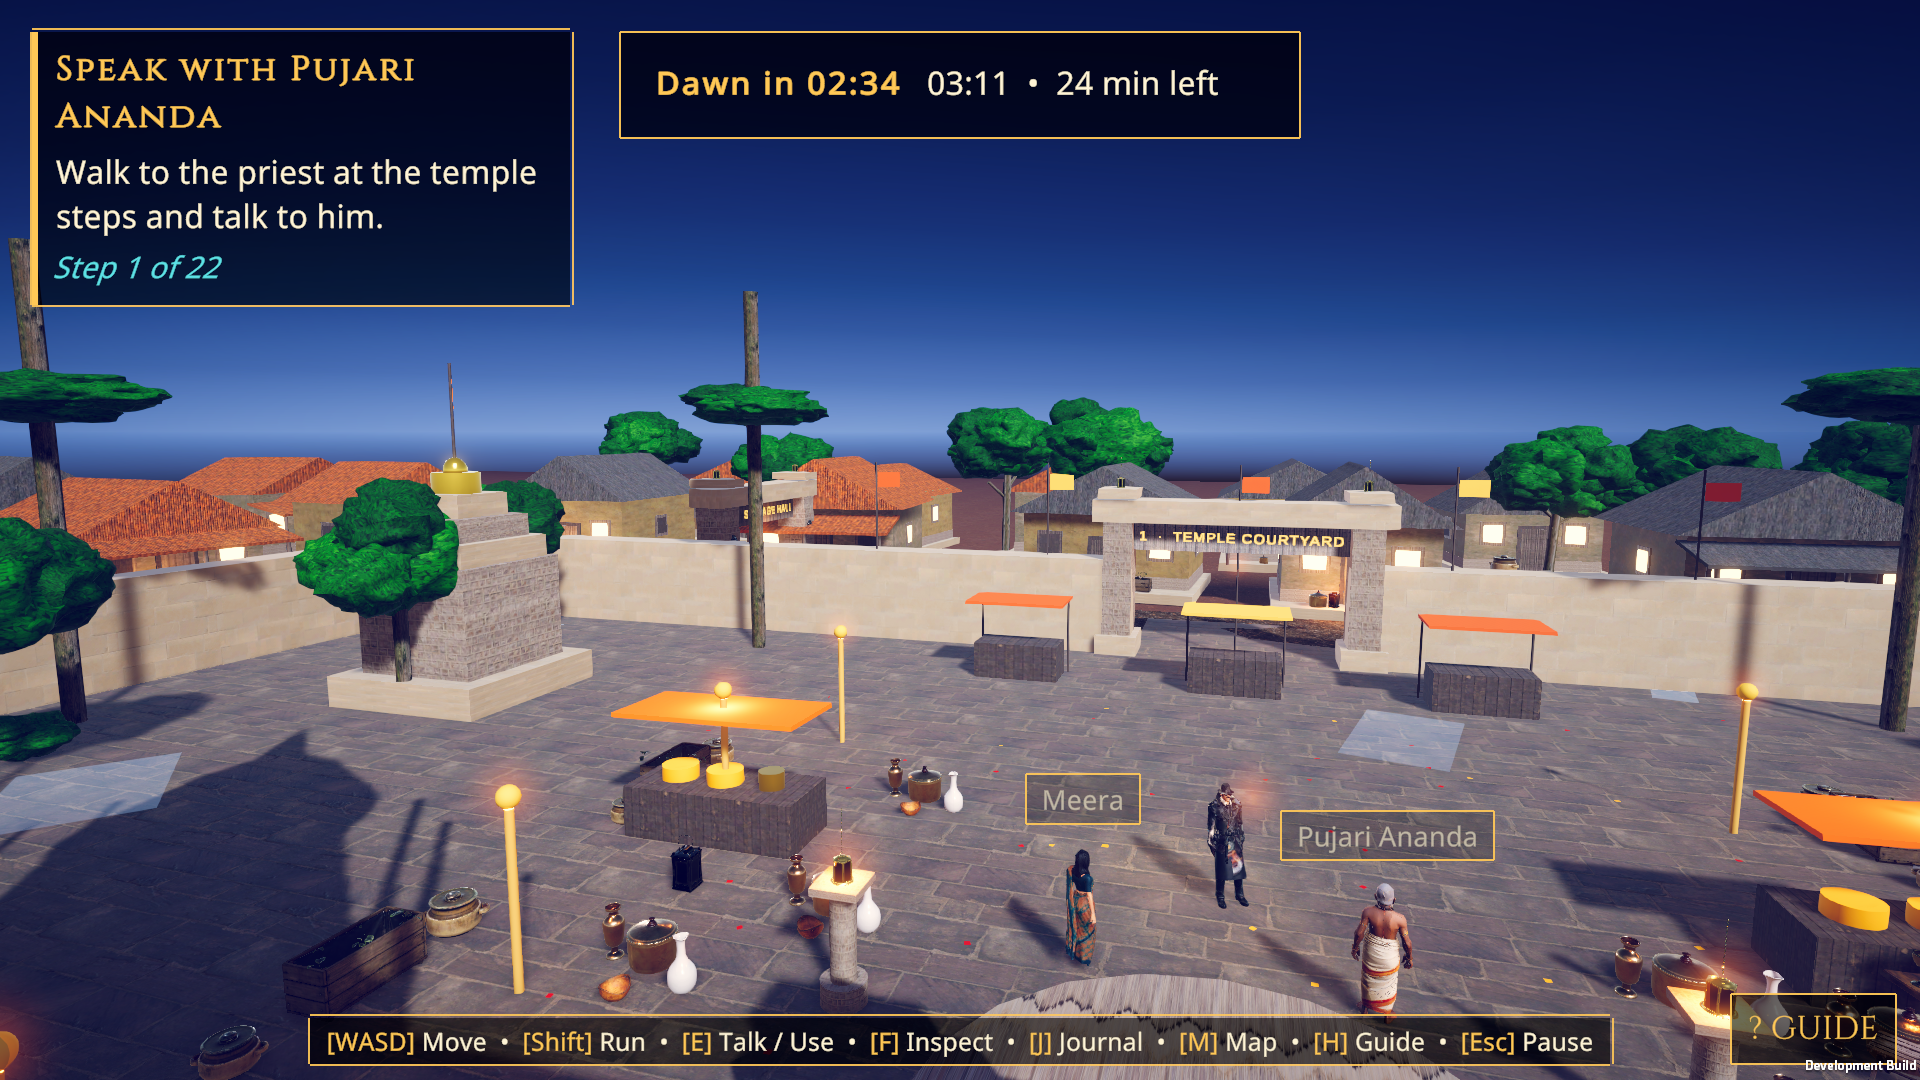 SPEAK WITH PUJARI
ANANDA
Walk to the priest at the temple
steps and talk to him.
Step 1 of 22
Dawn in 02:34 03:11 • 24 min left
1 · TEMPLE COURTYARD
Meera
Pujari Ananda
[WASD] Move • [Shift] Run • [E] Talk / Use • [F] Inspect • [J] Journal • [M] Map • [H] Guide • [Esc] Pause
? GUIDE
Development Build